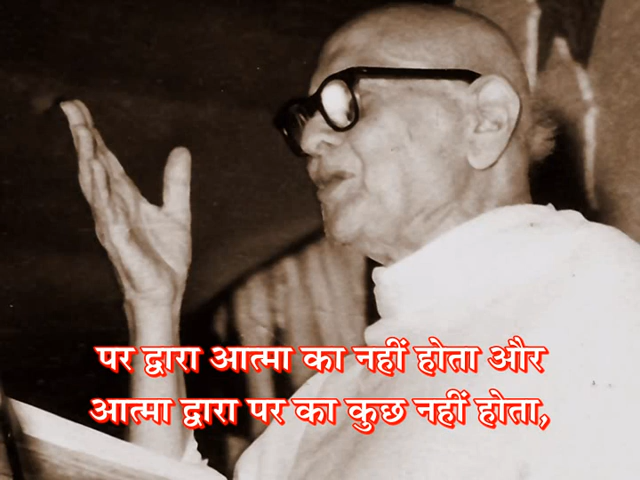 पर द्वारा आत्मा का नहीं होता और
आत्मा द्वारा पर का कुछ नहीं होता,